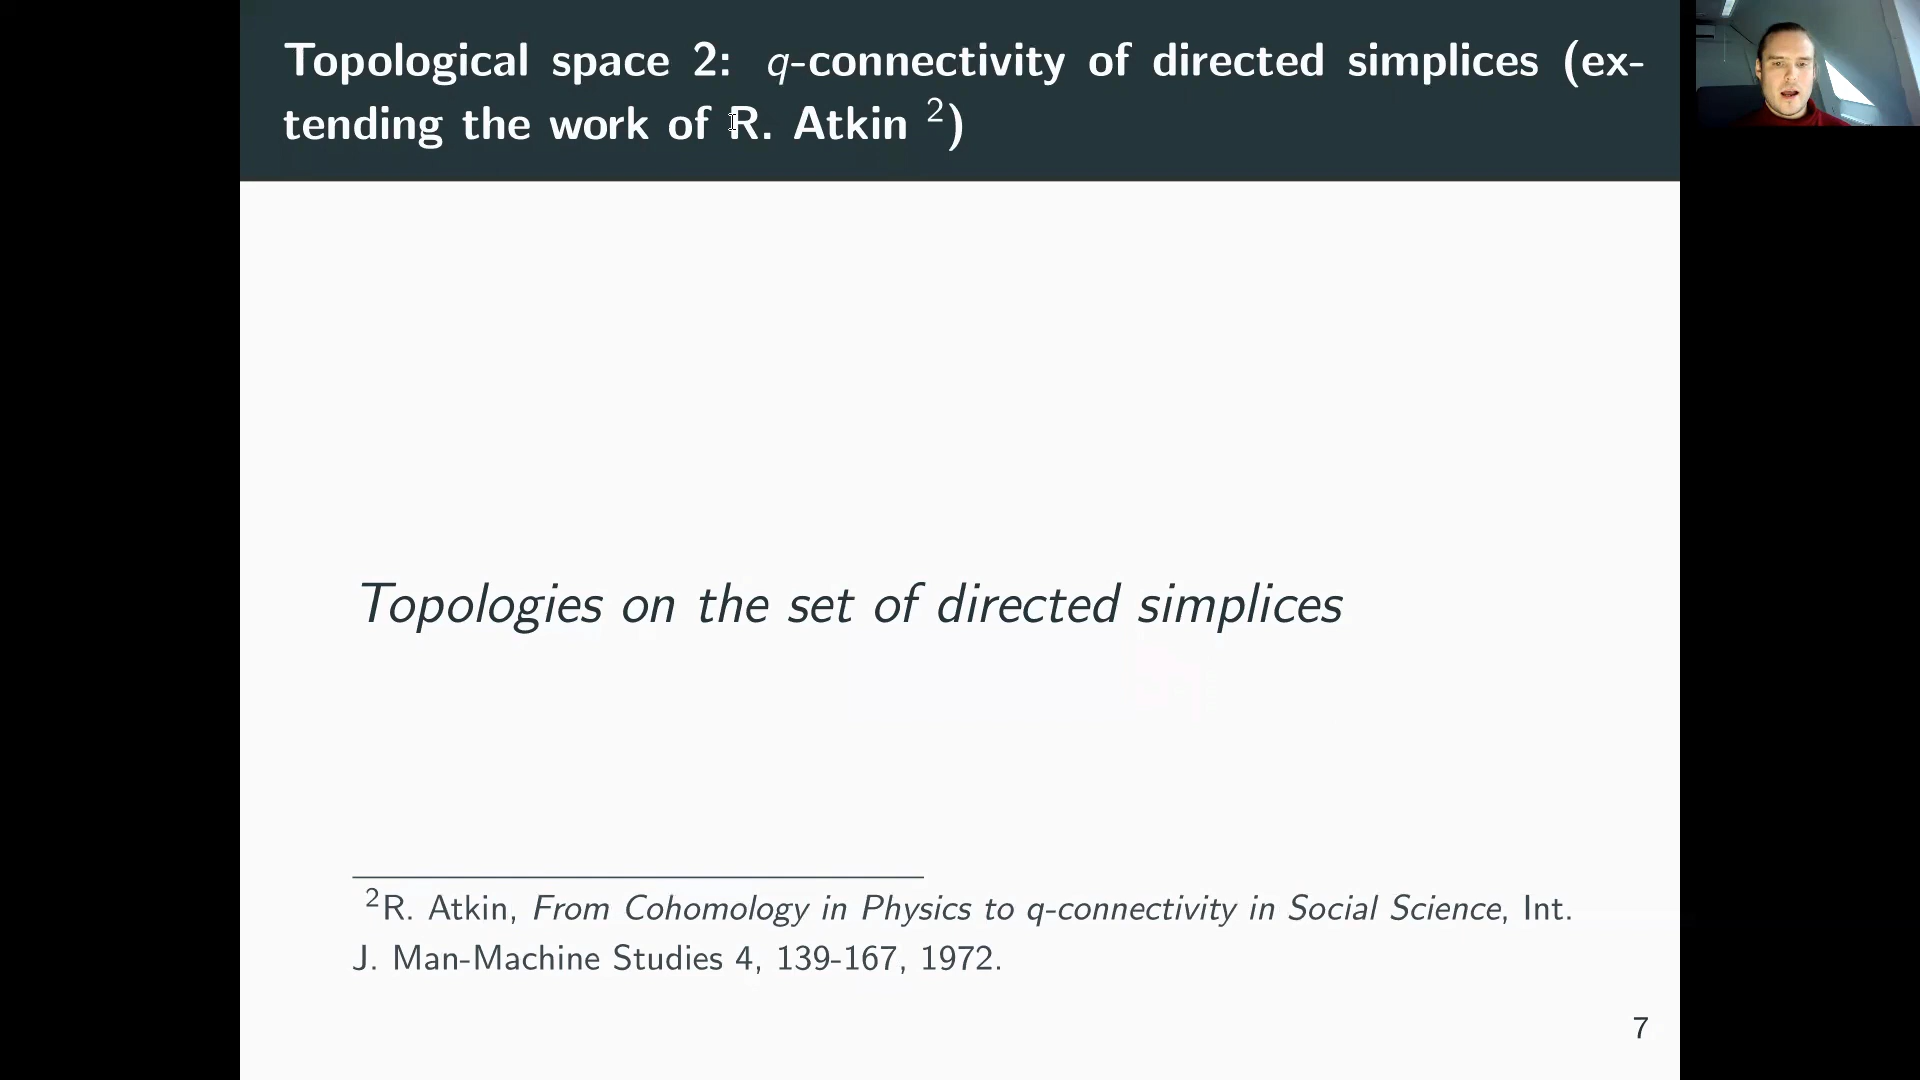 Topological space 2: q-connectivity of directed simplices (ex-
tending the work of R. Atkin ²)
Topologies on the set of directed simplices
²R. Atkin, From Cohomology in Physics to q-connectivity in Social Science, Int.
J. Man-Machine Studies 4, 139-167, 1972.
7